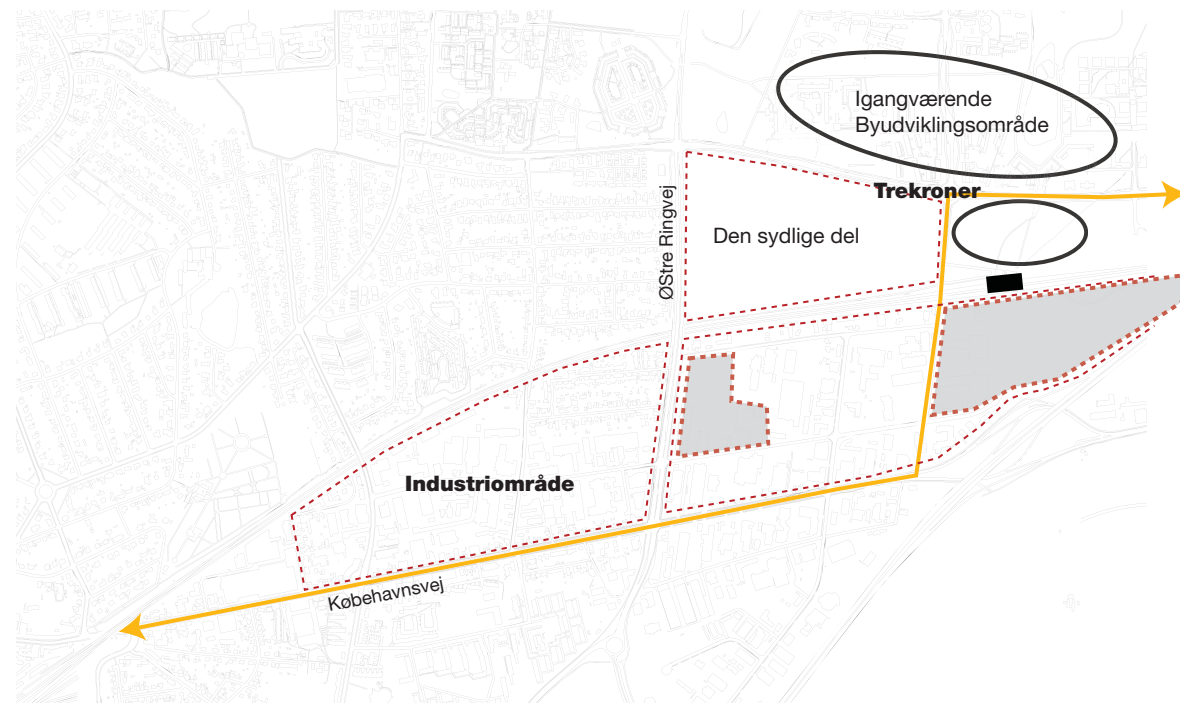 Igangværende
Byudviklingsområde
Trekroner
ØStre Ringvej
Den sydlige del
Industriområde
Købehavnsvej